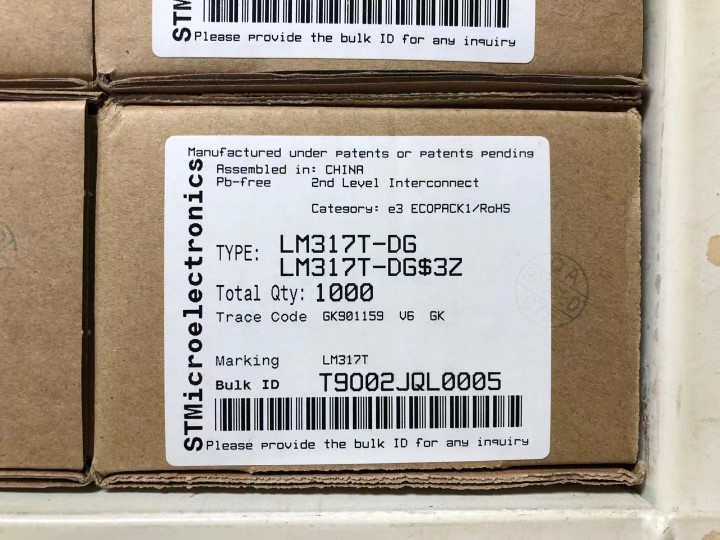 STM
Please provide the bulk ID for any inquiry
STMicroelectronics
Manufactured under patents or patents pending
Assembled in: CHINA
Pb-free 2nd Level Interconnect
Category: e3 ECOPACK1/RoHS
TYPE: LM317T-DG
LM317T-DG$3Z
Total Qty: 1000
Trace Code GK901159 V6 GK
Marking LM317T
Bulk ID T9002JQL0005
Please provide the bulk ID for any inquiry
QA